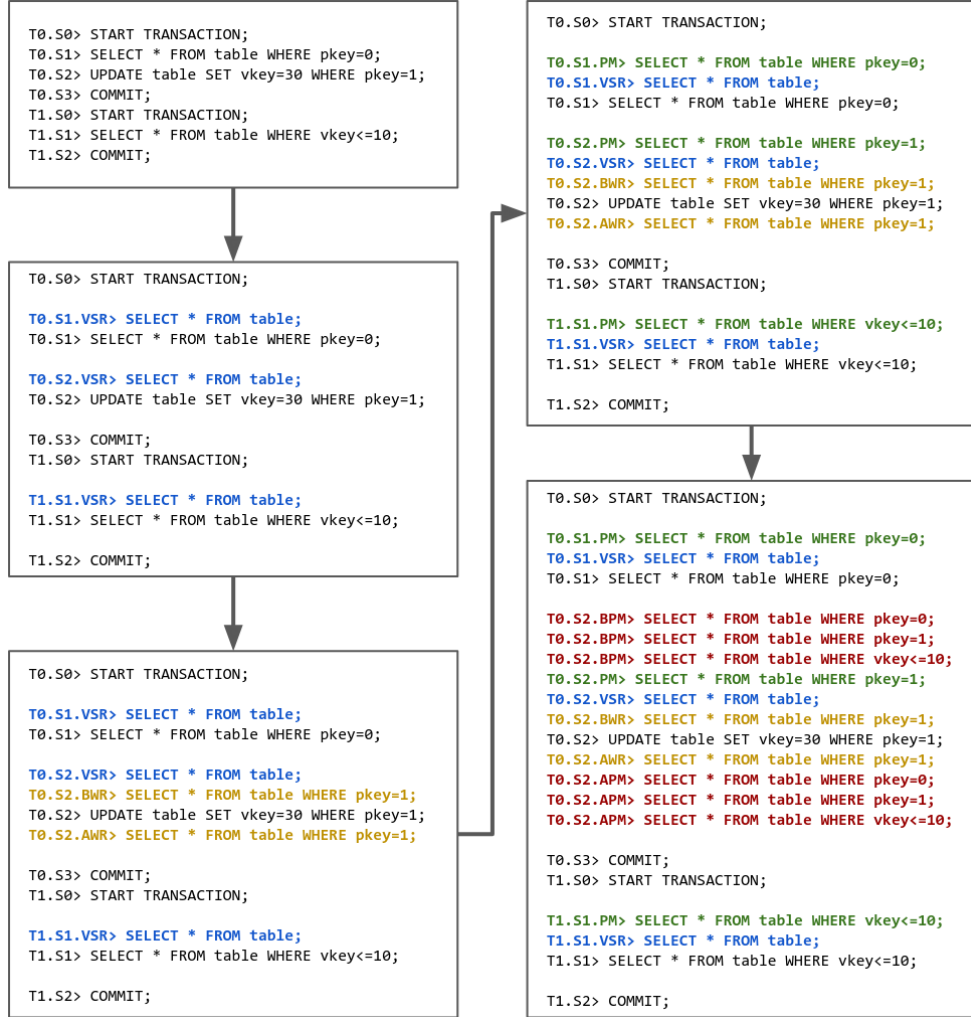 T0.S0> START TRANSACTION;
T0.S1> SELECT * FROM table WHERE pkey=0;
T0.S2> UPDATE table SET vkey=30 WHERE pkey=1;
T0.S3> COMMIT;
T1.S0> START TRANSACTION;
T1.S1> SELECT * FROM table WHERE vkey<=10;
T1.S2> COMMIT;
T0.S0> START TRANSACTION;
T0.S1.VSR> SELECT * FROM table;
T0.S1> SELECT * FROM table WHERE pkey=0;
T0.S2.VSR> SELECT * FROM table;
T0.S2> UPDATE table SET vkey=30 WHERE pkey=1;
T0.S3> COMMIT;
T1.S0> START TRANSACTION;
T1.S1.VSR> SELECT * FROM table;
T1.S1> SELECT * FROM table WHERE vkey<=10;
T1.S2> COMMIT;
T0.S0> START TRANSACTION;
T0.S1.VSR> SELECT * FROM table;
T0.S1> SELECT * FROM table WHERE pkey=0;
T0.S2.VSR> SELECT * FROM table;
T0.S2.BWR> SELECT * FROM table WHERE pkey=1;
T0.S2> UPDATE table SET vkey=30 WHERE pkey=1;
T0.S2.AWR> SELECT * FROM table WHERE pkey=1;
T0.S3> COMMIT;
T1.S0> START TRANSACTION;
T1.S1.VSR> SELECT * FROM table;
T1.S1> SELECT * FROM table WHERE vkey<=10;
T1.S2> COMMIT;
T0.S0> START TRANSACTION;
T0.S1.PM> SELECT * FROM table WHERE pkey=0;
T0.S1.VSR> SELECT * FROM table;
T0.S1> SELECT * FROM table WHERE pkey=0;
T0.S2.PM> SELECT * FROM table WHERE pkey=1;
T0.S2.VSR> SELECT * FROM table;
T0.S2.BWR> SELECT * FROM table WHERE pkey=1;
T0.S2> UPDATE table SET vkey=30 WHERE pkey=1;
T0.S2.AWR> SELECT * FROM table WHERE pkey=1;
T0.S3> COMMIT;
T1.S0> START TRANSACTION;
T1.S1.PM> SELECT * FROM table WHERE vkey<=10;
T1.S1.VSR> SELECT * FROM table;
T1.S1> SELECT * FROM table WHERE vkey<=10;
T1.S2> COMMIT;
T0.S0> START TRANSACTION;
T0.S1.PM> SELECT * FROM table WHERE pkey=0;
T0.S1.VSR> SELECT * FROM table;
T0.S1> SELECT * FROM table WHERE pkey=0;
T0.S2.BPM> SELECT * FROM table WHERE pkey=0;
T0.S2.BPM> SELECT * FROM table WHERE pkey=1;
T0.S2.BPM> SELECT * FROM table WHERE vkey<=10;
T0.S2.PM> SELECT * FROM table WHERE pkey=1;
T0.S2.VSR> SELECT * FROM table;
T0.S2.BWR> SELECT * FROM table WHERE pkey=1;
T0.S2> UPDATE table SET vkey=30 WHERE pkey=1;
T0.S2.AWR> SELECT * FROM table WHERE pkey=1;
T0.S2.APM> SELECT * FROM table WHERE pkey=0;
T0.S2.APM> SELECT * FROM table WHERE pkey=1;
T0.S2.APM> SELECT * FROM table WHERE vkey<=10;
T0.S3> COMMIT;
T1.S0> START TRANSACTION;
T1.S1.PM> SELECT * FROM table WHERE vkey<=10;
T1.S1.VSR> SELECT * FROM table;
T1.S1> SELECT * FROM table WHERE vkey<=10;
T1.S2> COMMIT;